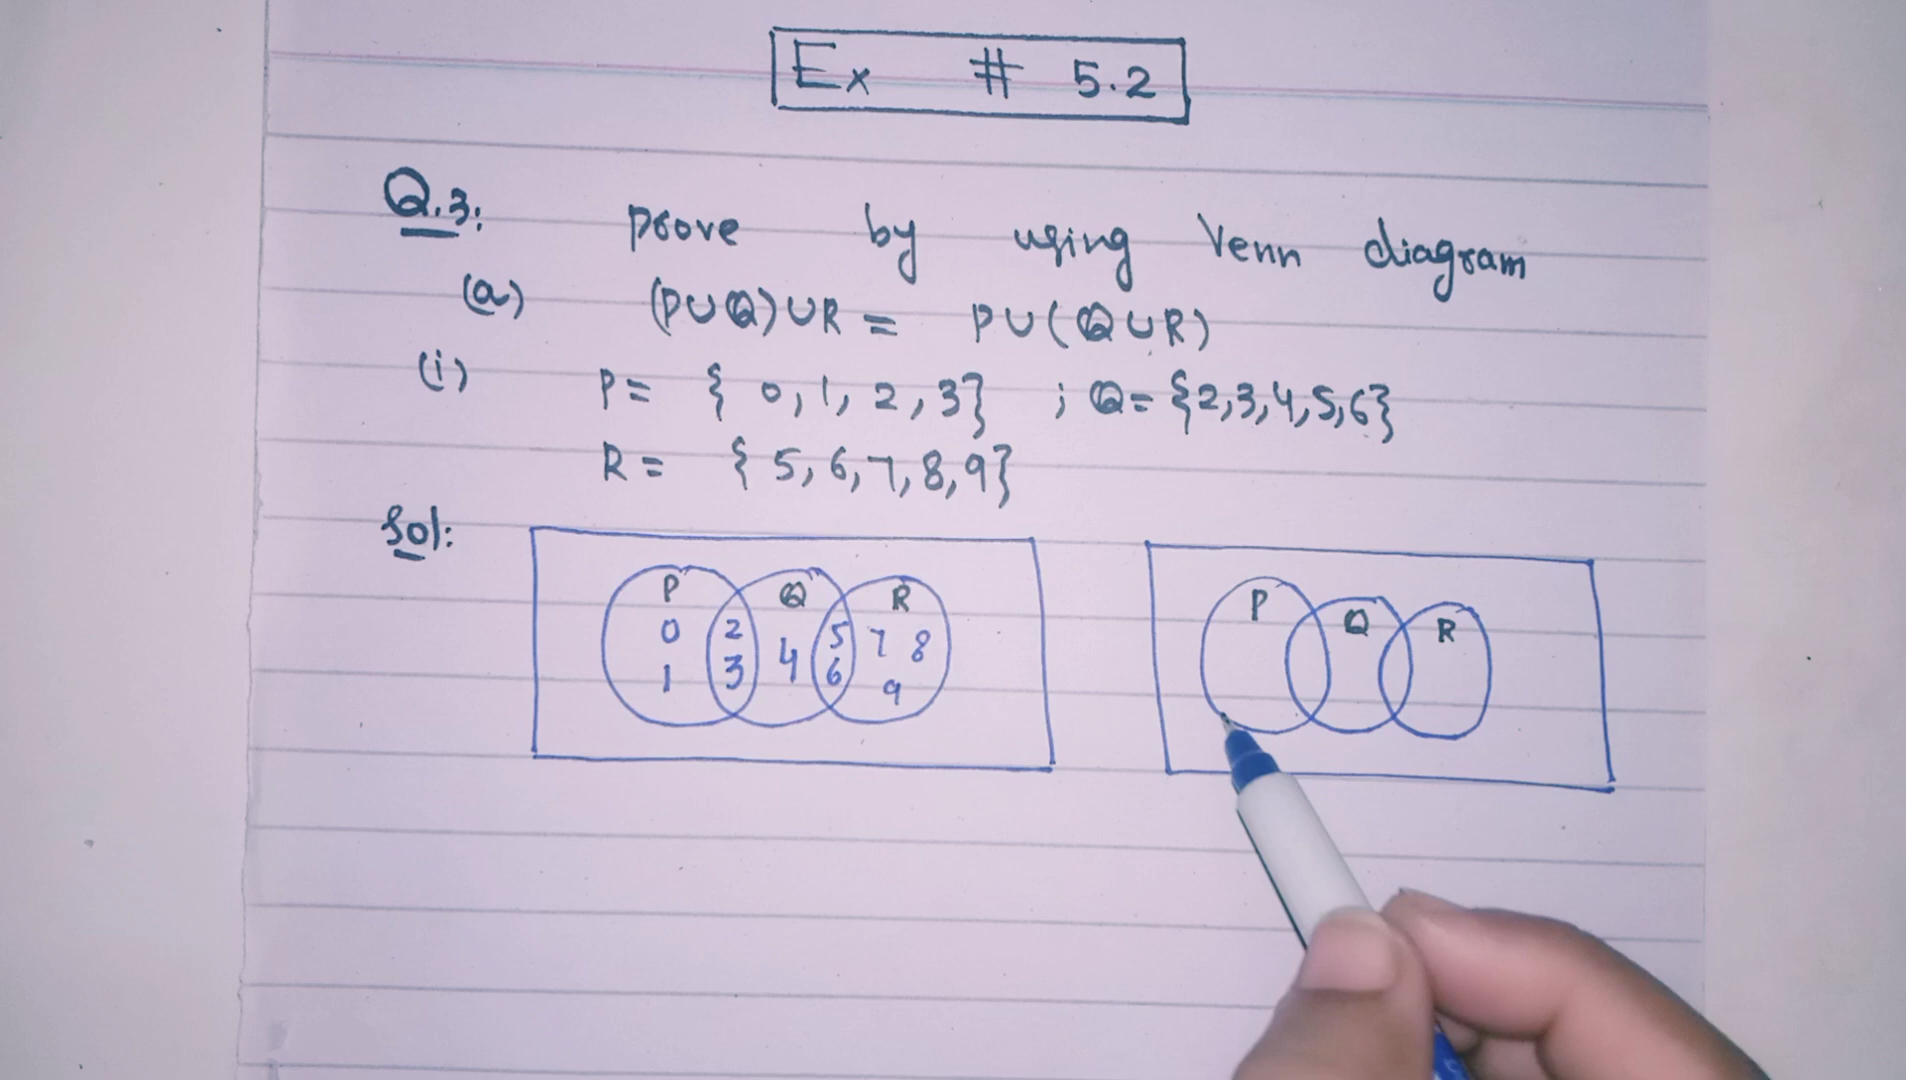 Ex # 5.2
Q.3: prove by using Venn diagram
(a) (P∪Q)∪R = P∪(Q∪R)
(i) P = { 0, 1, 2, 3} ; Q = {2,3,4,5,6}
R = { 5, 6, 7, 8, 9}
Sol:
P Q R
0 2 4 5 7 8
1 3 6 9
P Q R